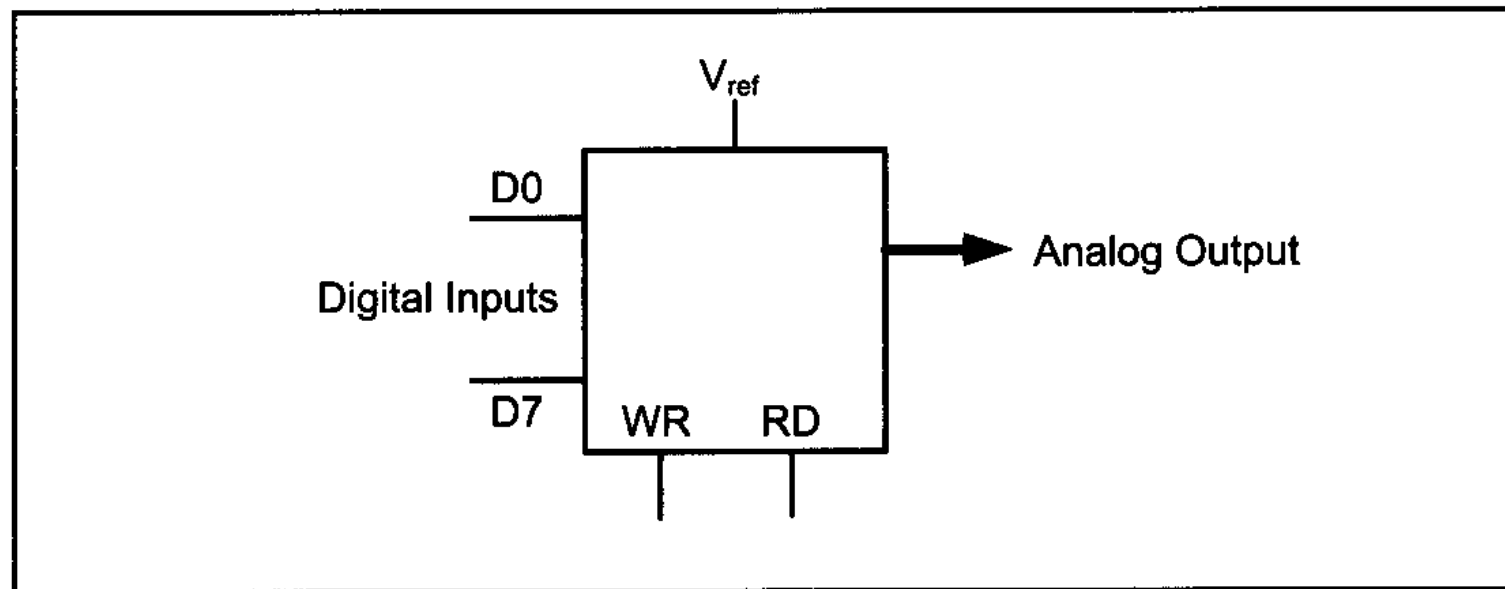 Vref
D0
Analog Output
Digital Inputs
D7
WR RD